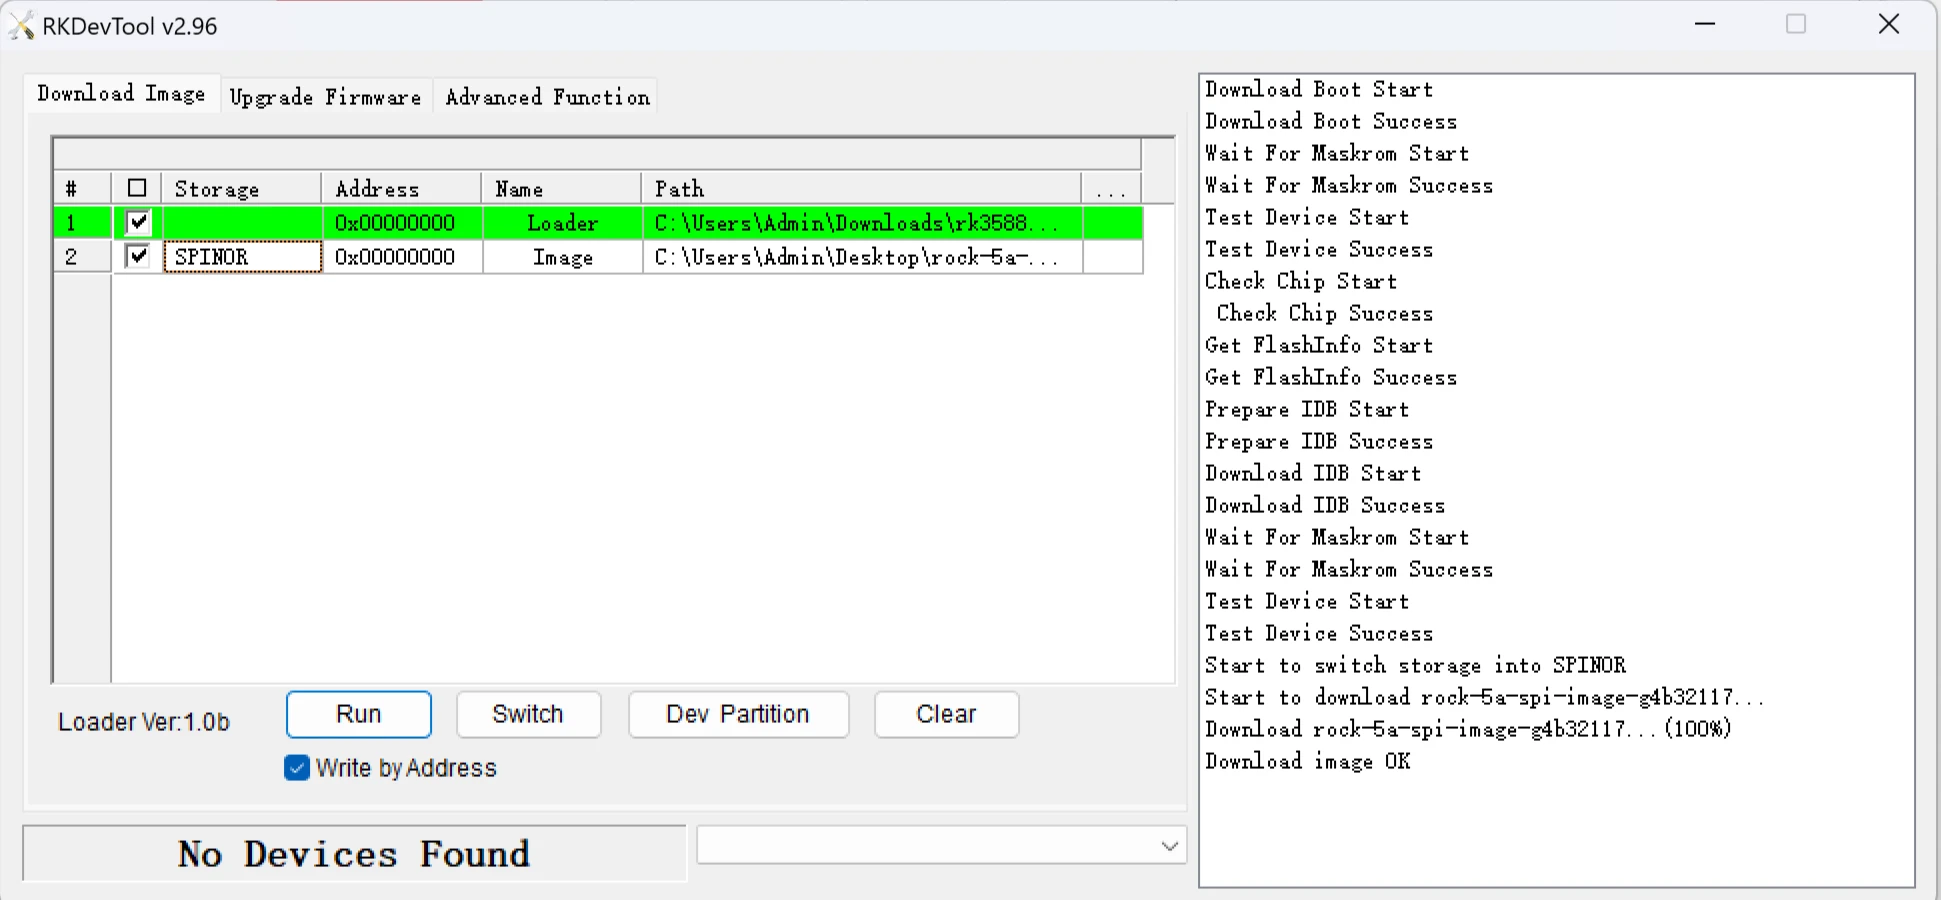 RKDevTool v2.96
Download Image Upgrade Firmware Advanced Function
# Storage Address Name Path ...
1 0x00000000 Loader C:\Users\Admin\Downloads\rk3588...
2 SPINOR 0x00000000 Image C:\Users\Admin\Desktop\rock-5a-...
Loader Ver:1.0b Run Switch Dev Partition Clear
Write by Address
No Devices Found
Download Boot Start
Download Boot Success
Wait For Maskrom Start
Wait For Maskrom Success
Test Device Start
Test Device Success
Check Chip Start
Check Chip Success
Get FlashInfo Start
Get FlashInfo Success
Prepare IDB Start
Prepare IDB Success
Download IDB Start
Download IDB Success
Wait For Maskrom Start
Wait For Maskrom Success
Test Device Start
Test Device Success
Start to switch storage into SPINOR
Start to download rock-5a-spi-image-g4b32117...
Download rock-5a-spi-image-g4b32117...(100%)
Download image OK